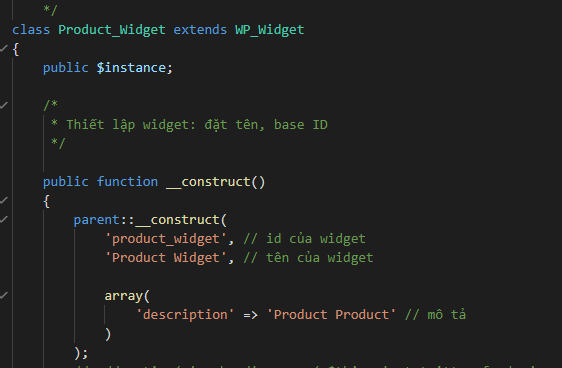 */
class Product_Widget extends WP_Widget
{
public $instance;
/*
* Thiết lập widget: đặt tên, base ID
*/
public function __construct()
{
parent::__construct(
'product_widget', // id của widget
'Product Widget', // tên của widget
array(
'description' => 'Product Product' // mô tả
)
);